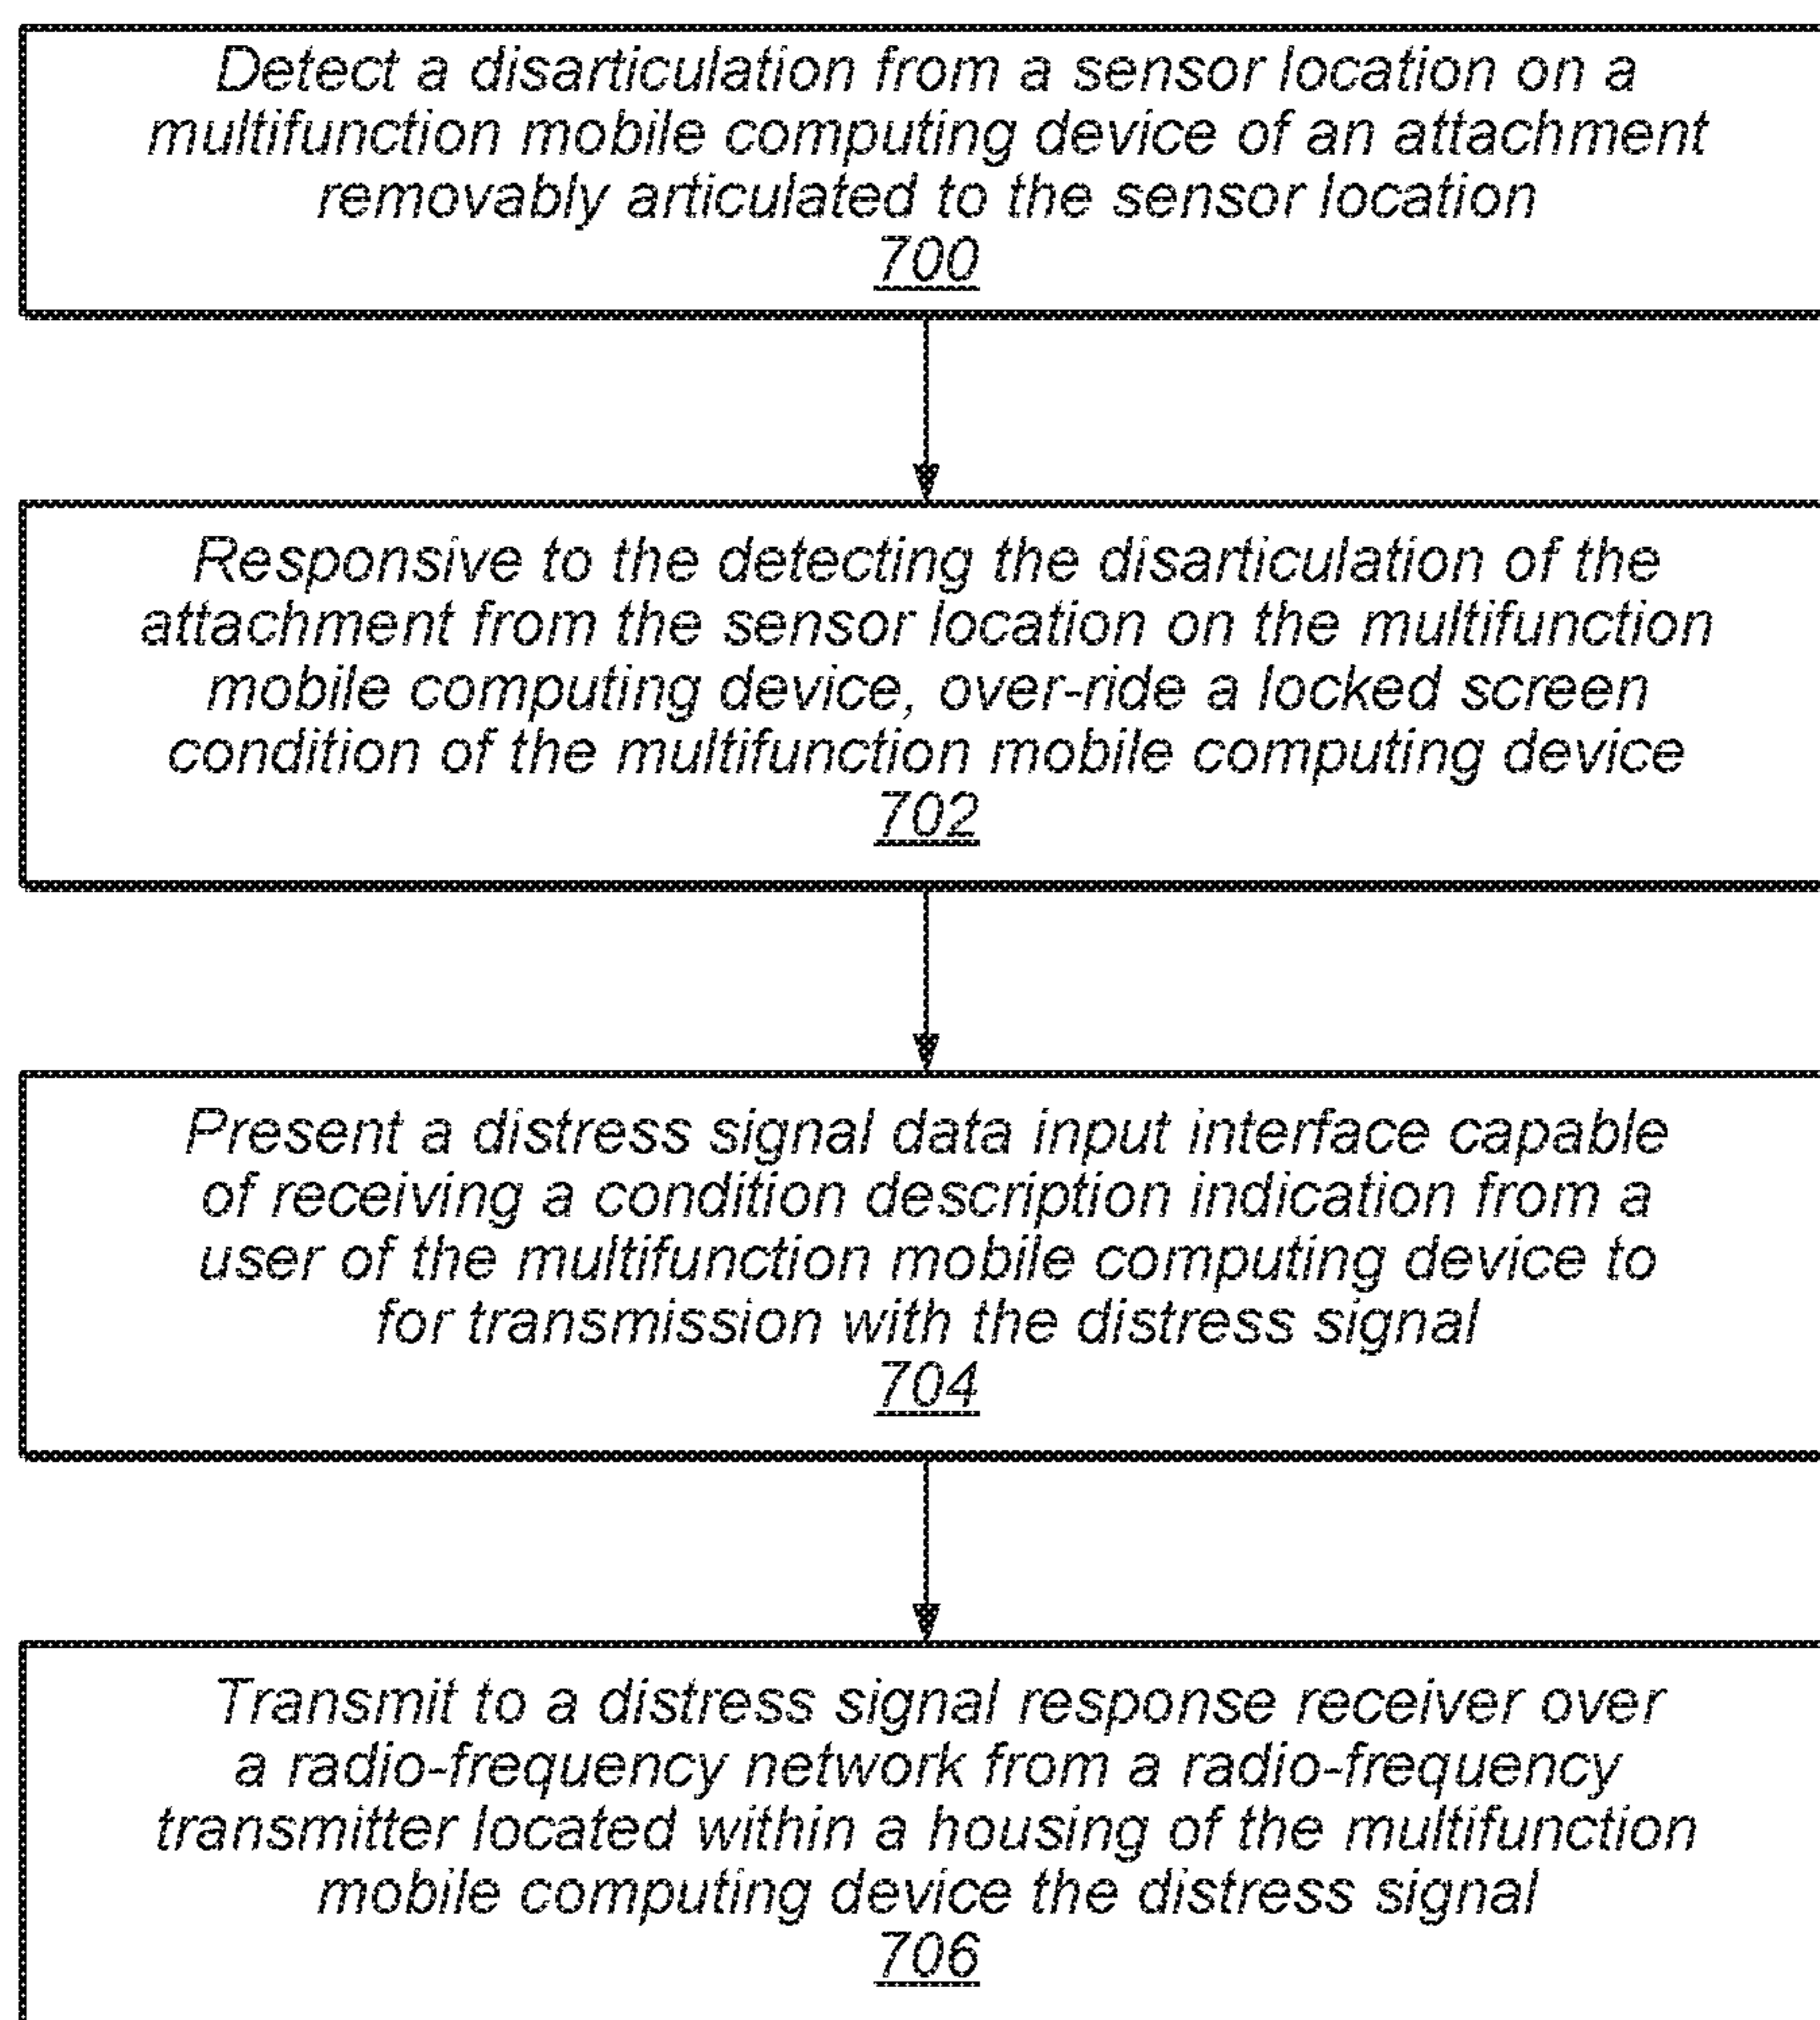 Detect a disarticulation from a sensor location on a
multifunction mobile computing device of an attachment
removably articulated to the sensor location
700
Responsive to the detecting the disarticulation of the
attachment from the sensor location on the multifunction
mobile computing device, over-ride a locked screen
condition of the multifunction mobile computing device
702
Present a distress signal data input interface capable
of receiving a condition description indication from a
user of the multifunction mobile computing device to
for transmission with the distress signal
704
Transmit to a distress signal response receiver over
a radio-frequency network from a radio-frequency
transmitter located within a housing of the multifunction
mobile computing device the distress signal
706